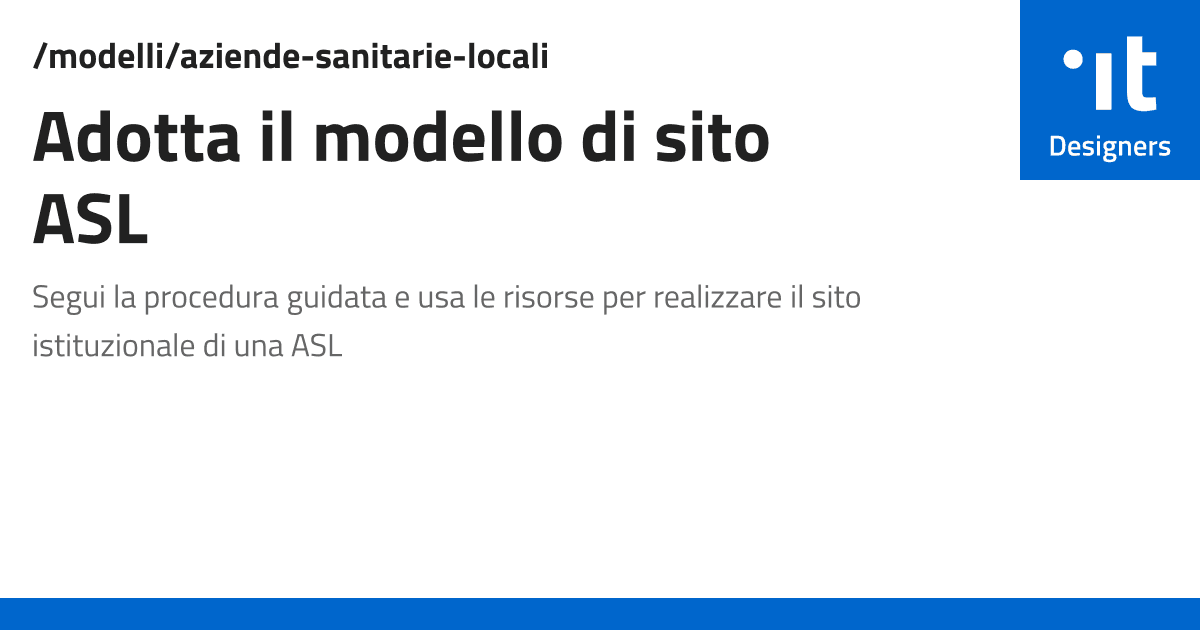 /modelli/aziende-sanitarie-locali
Adotta il modello di sito
ASL
Segui la procedura guidata e usa le risorse per realizzare il sito
istituzionale di una ASL
it
Designers